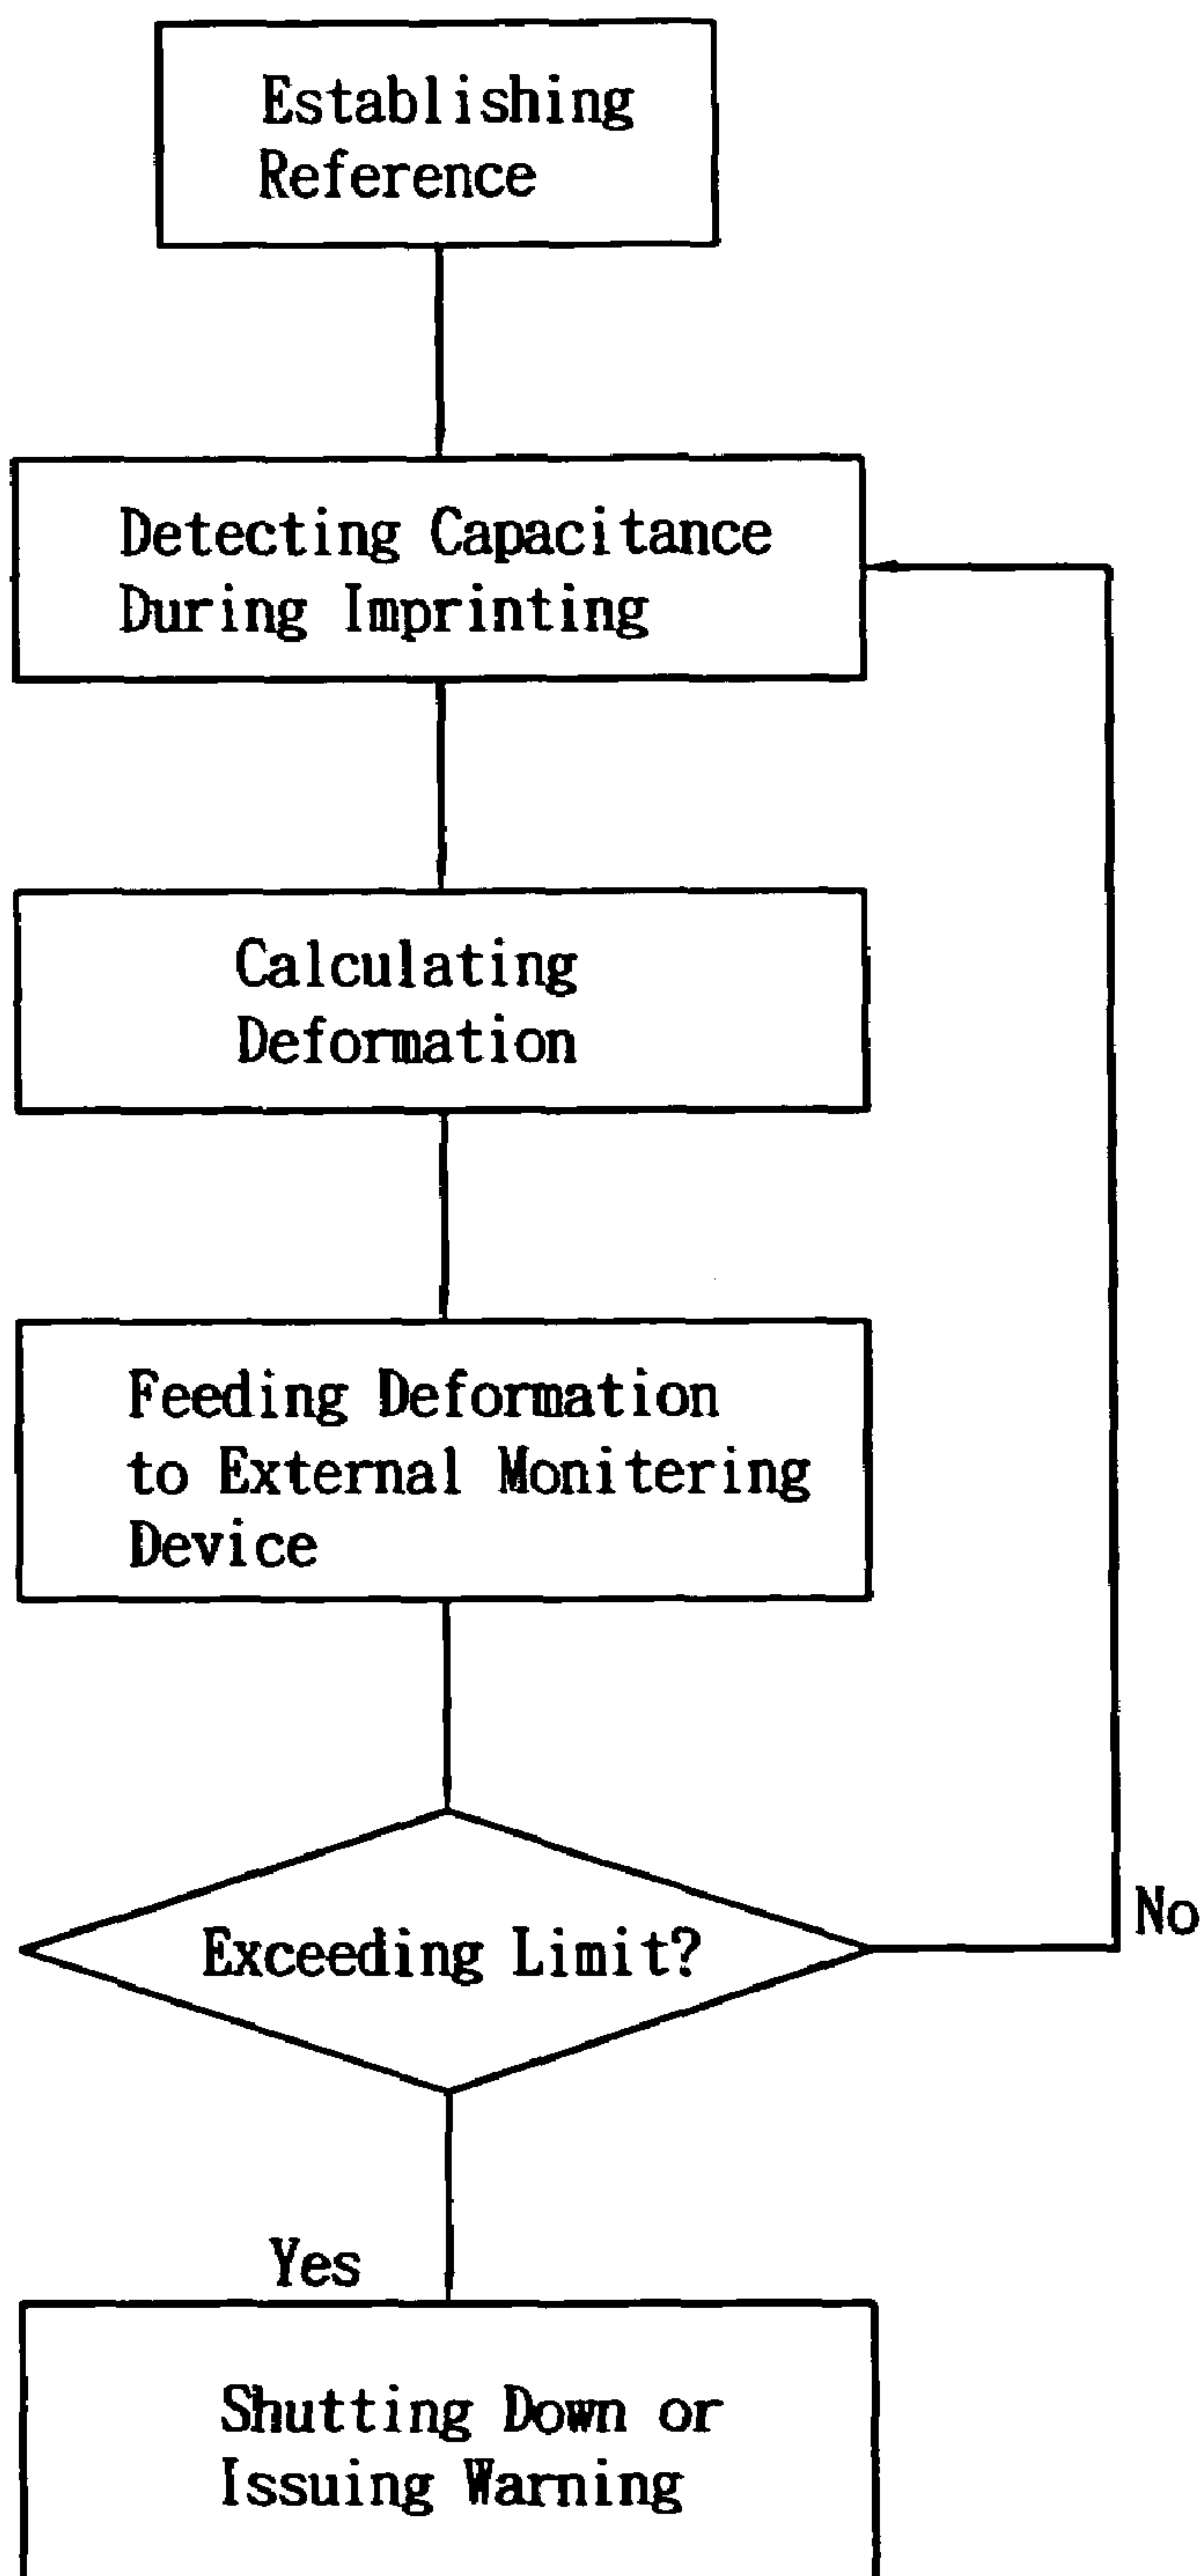 Establishing
Reference
Detecting Capacitance
During Imprinting
Calculating
Deformation
Feeding Deformation
to External Monitering
Device
Exceeding Limit?
No
Yes
Shutting Down or
Issuing Warning